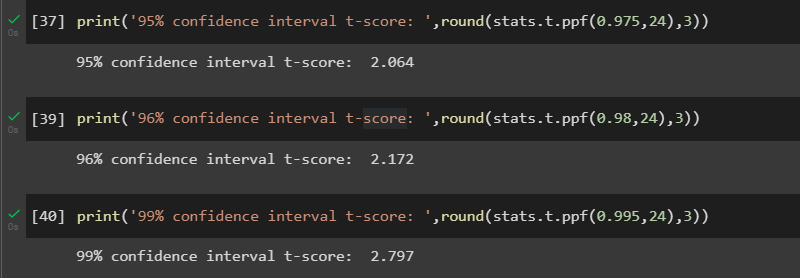 [37] print('95% confidence interval t-score: ',round(stats.t.ppf(0.975,24),3))
0s
95% confidence interval t-score:  2.064
[39] print('96% confidence interval t-score: ',round(stats.t.ppf(0.98,24),3))
0s
96% confidence interval t-score:  2.172
[40] print('99% confidence interval t-score: ',round(stats.t.ppf(0.995,24),3))
0s
99% confidence interval t-score:  2.797